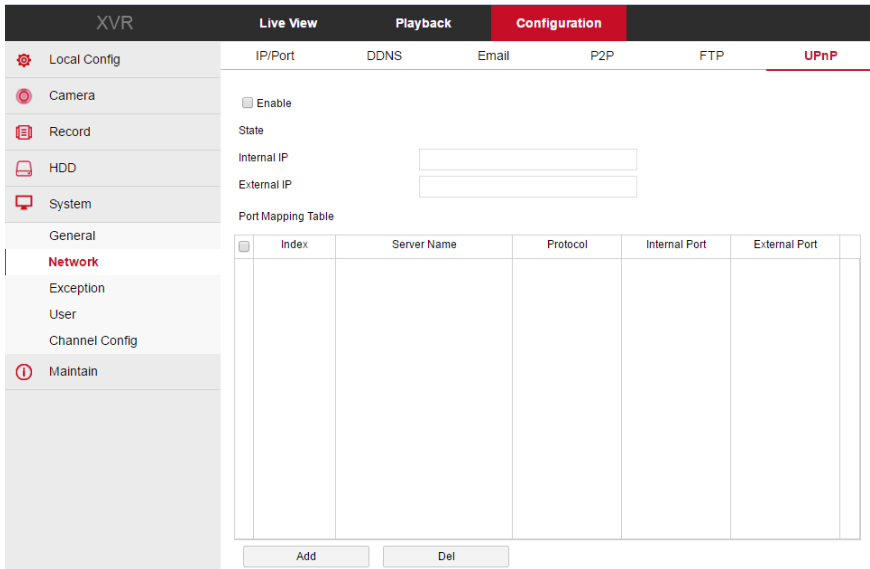 XVR Live View Playback Configuration
Local Config
Camera
Record
HDD
System
General
Network
Exception
User
Channel Config
Maintain
IP/Port DDNS Email P2P FTP UPnP
Enable
State
Internal IP
External IP
Port Mapping Table
Index Server Name Protocol Internal Port External Port
Add Del